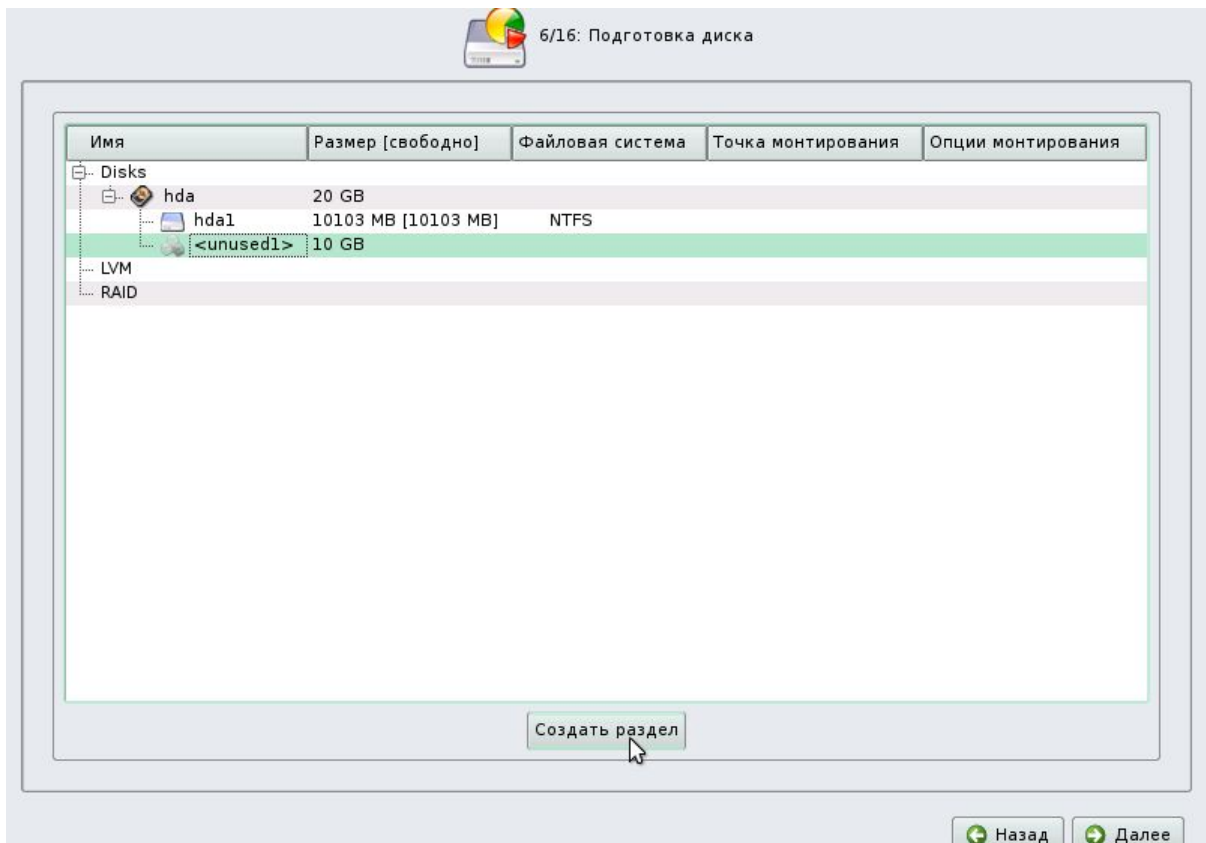 6/16: Подготовка диска
Имя Размер [свободно] Файловая система Точка монтирования Опции монтирования
Disks
hda 20 GB
hda1 10103 MB [10103 MB] NTFS
<unused1> 10 GB
LVM
RAID
Создать раздел
Назад Далее